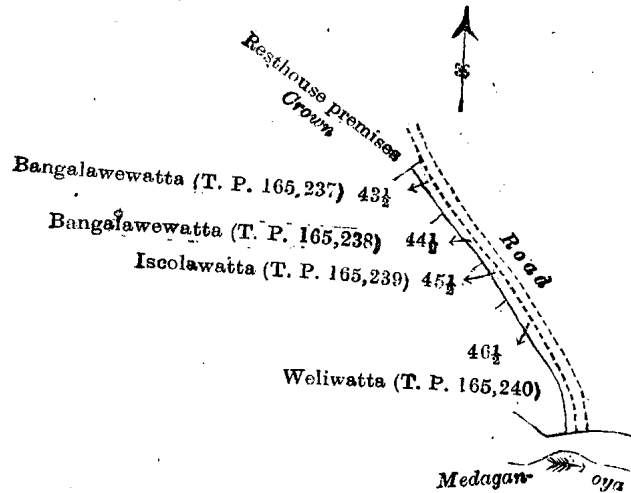 Resthouse premises
Crown
Bangalawewatta (T. P. 165,237) 43½
Bangalawewatta (T. P. 165,238) 44½
Road
Iscolawatta (T. P. 165,239) 45½
46½
Weliwatta (T. P. 165,240)
Medagan- oya